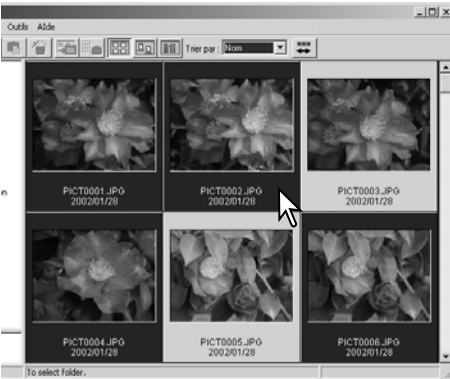 Outils AIde
Trier par : Nom
PICT0001.JPG PICT0002.JPG PICT0003.JPG
2002/01/28 2002/01/28 2002/01/28
PICT0004.JPG PICT0005.JPG PICT0006.JPG
2002/01/28 2002/01/28 2002/01/28
To select folder.